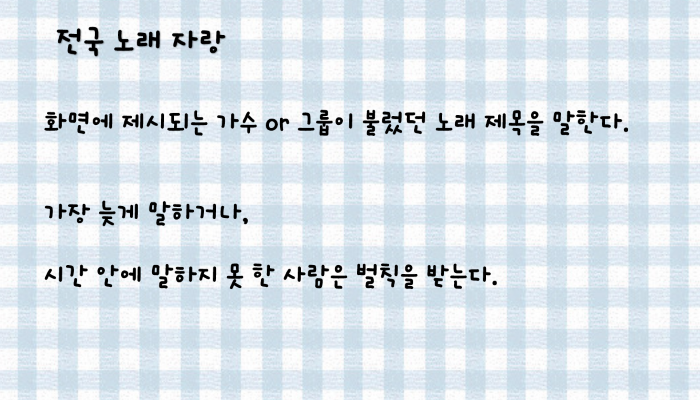 전국 노래 자랑
화면에 제시되는 가수 or 그룹이 불렀던 노래 제목을 말한다.
가장 늦게 말하거나,
시간 안에 말하지 못 한 사람은 벌칙을 받는다.